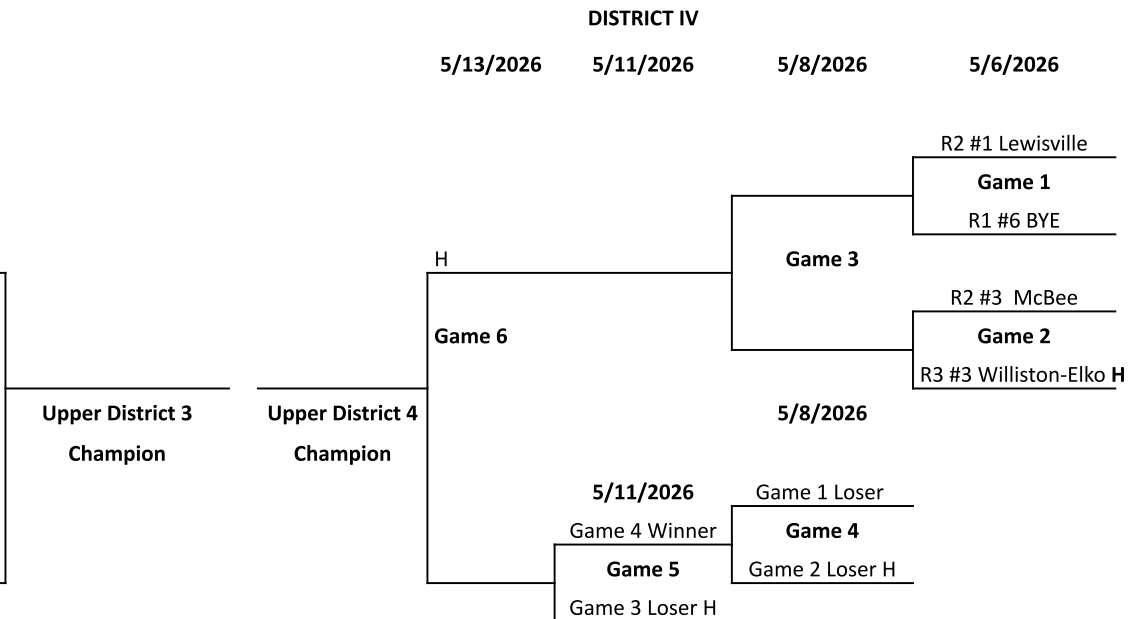 DISTRICT IV
5/13/2026 5/11/2026 5/8/2026 5/6/2026
R2 #1 Lewisville
Game 1
R1 #6 BYE
H
Game 3
R2 #3  McBee
Game 6
Game 2
R3 #3 Williston-Elko H
Upper District 3
Champion
Upper District 4
Champion
5/8/2026
5/11/2026
Game 1 Loser
Game 4 Winner
Game 4
Game 5
Game 2 Loser H
Game 3 Loser H